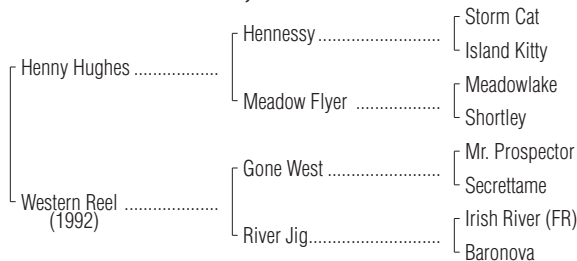 Storm Cat
Hennessy ..........................
Island Kitty
Henny Hughes ..................
Meadowlake
Meadow Flyer ..................
Shortley
Mr. Prospector
Gone West ........................
Secrettame
Western Reel ....................
(1992)
Irish River (FR)
River Jig............................
Baronova